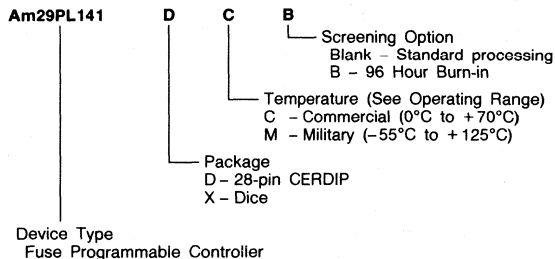 Am29PL141 D C B
Screening Option
Blank – Standard processing
B – 96 Hour Burn-in
Temperature (See Operating Range)
C – Commercial (0°C to +70°C)
M – Military (–55°C to +125°C)
Package
D – 28-pin CERDIP
X – Dice
Device Type
Fuse Programmable Controller